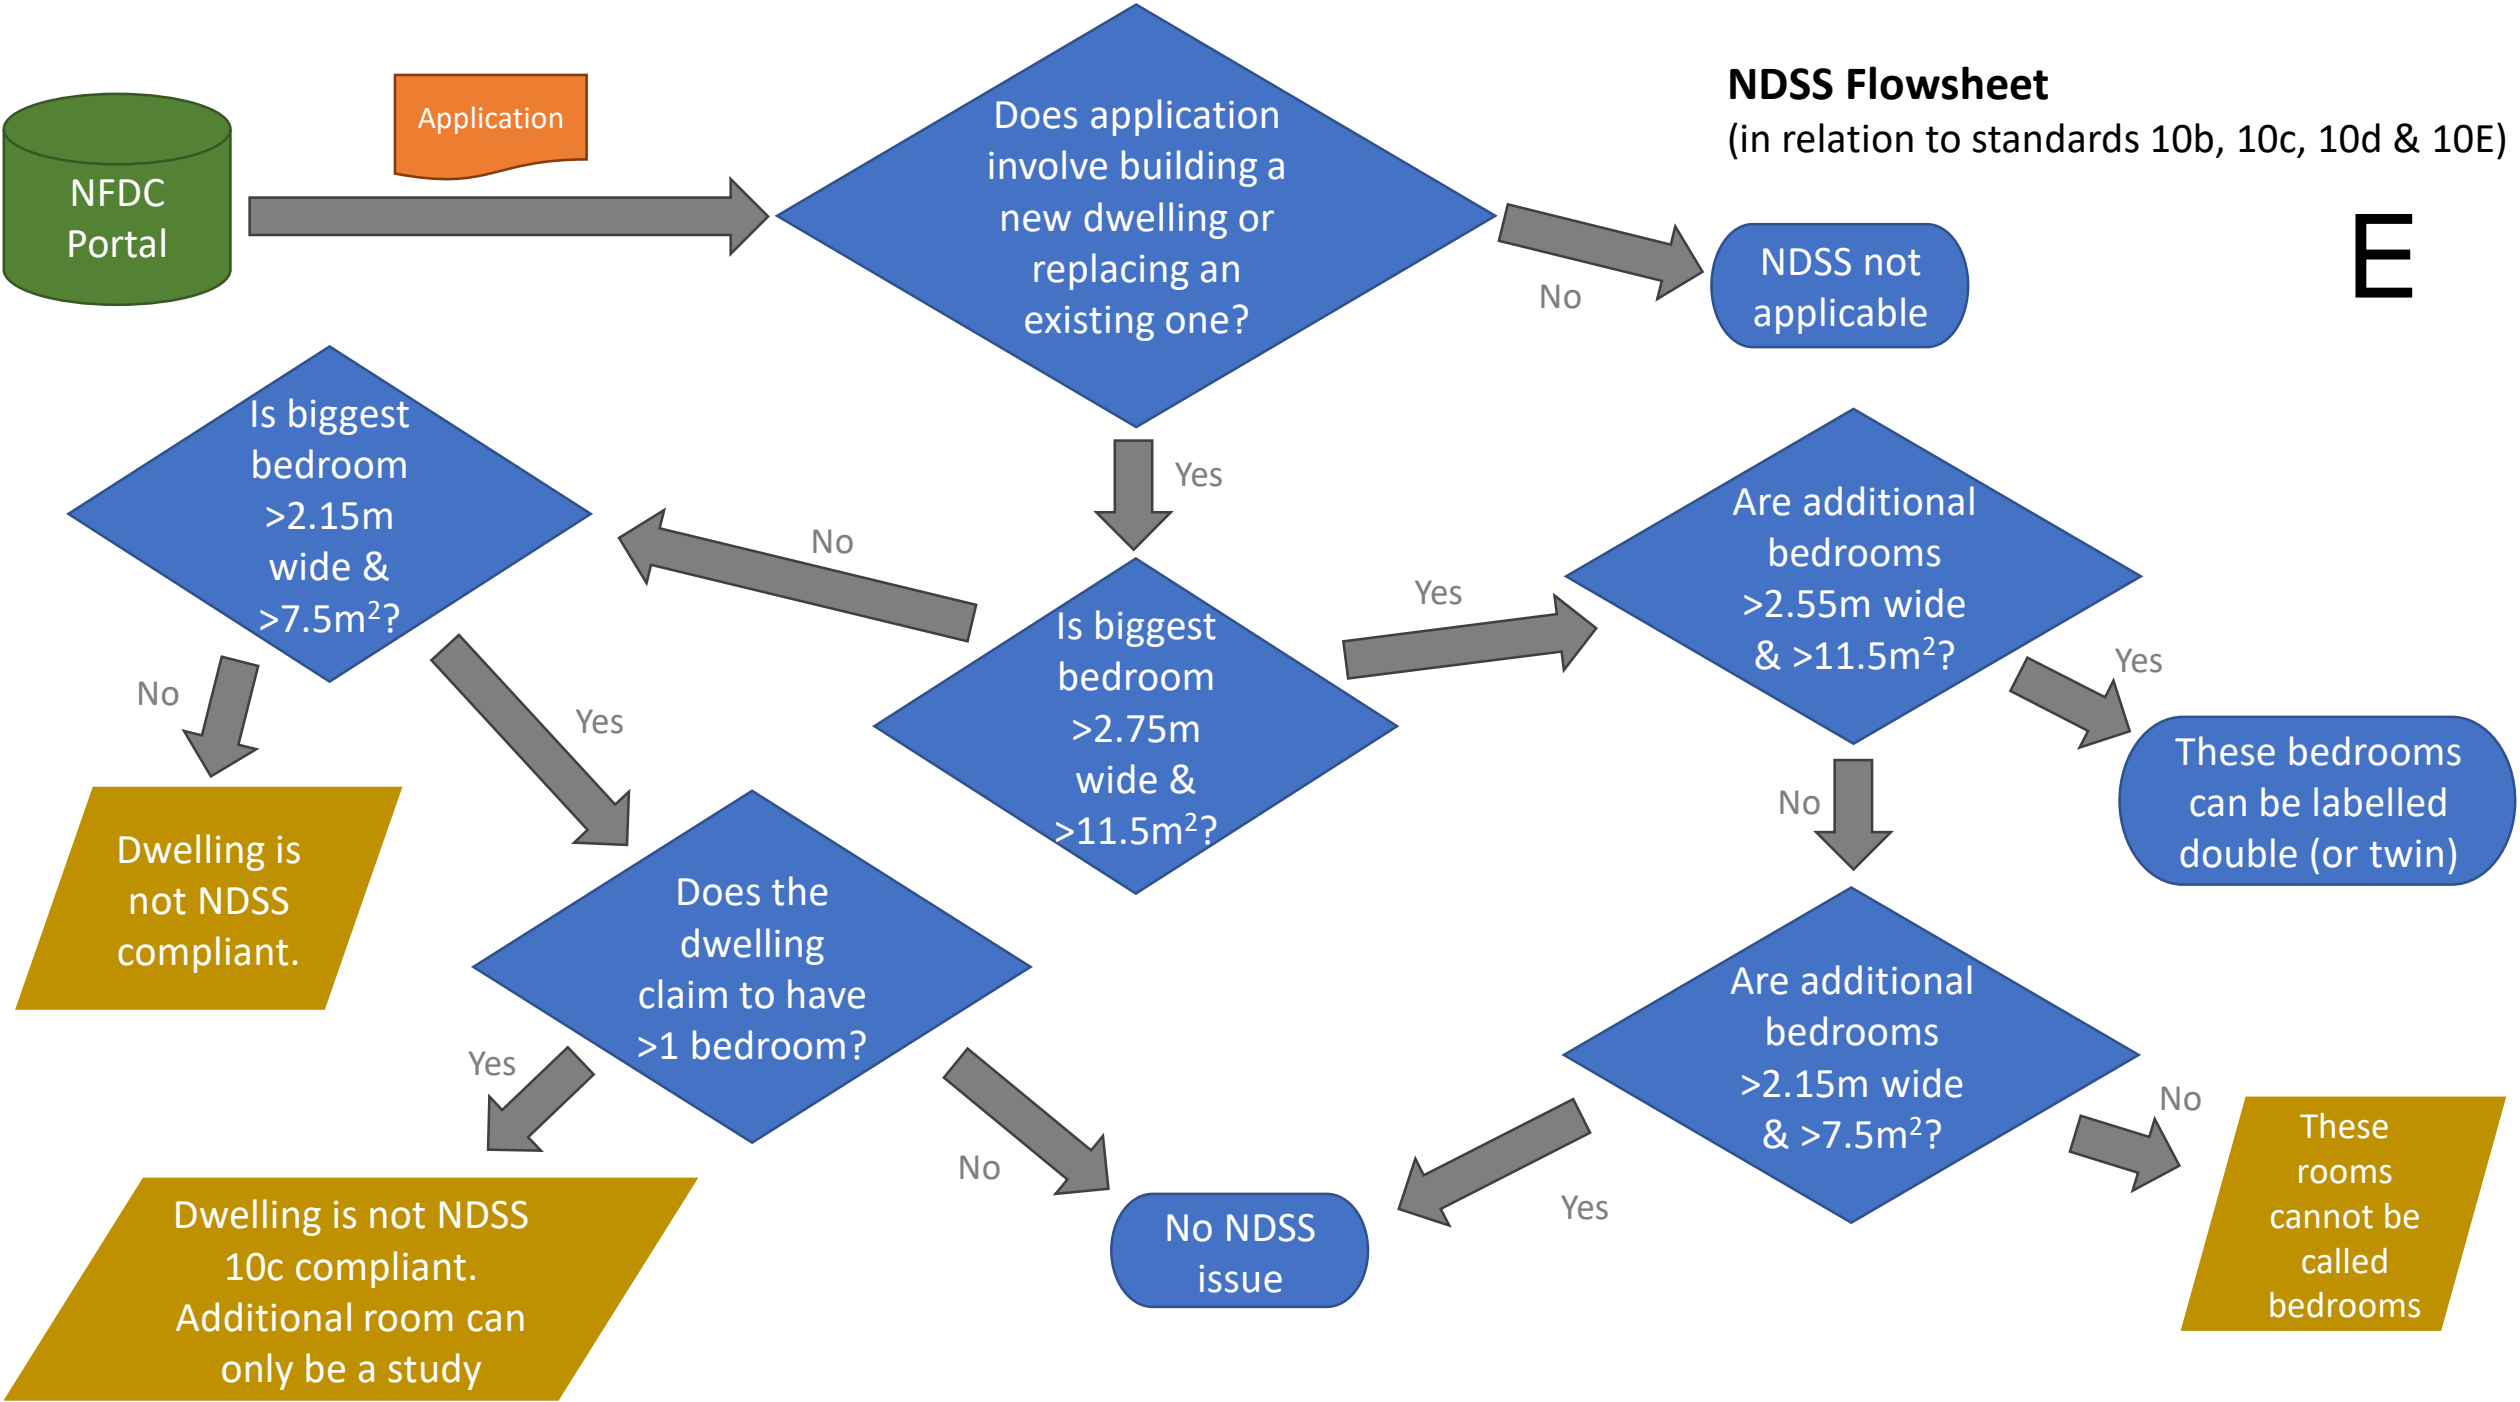 NDSS Flowsheet
(in relation to standards 10b, 10c, 10d & 10E)
E
NFDC
Portal
Application
Does application
involve building a
new dwelling or
replacing an
existing one?
No
NDSS not
applicable
Yes
Is biggest
bedroom
>2.15m
wide &
>7.5m²?
No
Is biggest
bedroom
>2.75m
wide &
>11.5m²?
Yes
Are additional
bedrooms
>2.55m wide
& >11.5m²?
Yes
These bedrooms
can be labelled
double (or twin)
No
No
Dwelling is
not NDSS
compliant.
Yes
Does the
dwelling
claim to have
>1 bedroom?
Yes
Dwelling is not NDSS
10c compliant.
Additional room can
only be a study
No
No NDSS
issue
Are additional
bedrooms
>2.15m wide
& >7.5m²?
Yes
No
These
rooms
cannot be
called
bedrooms